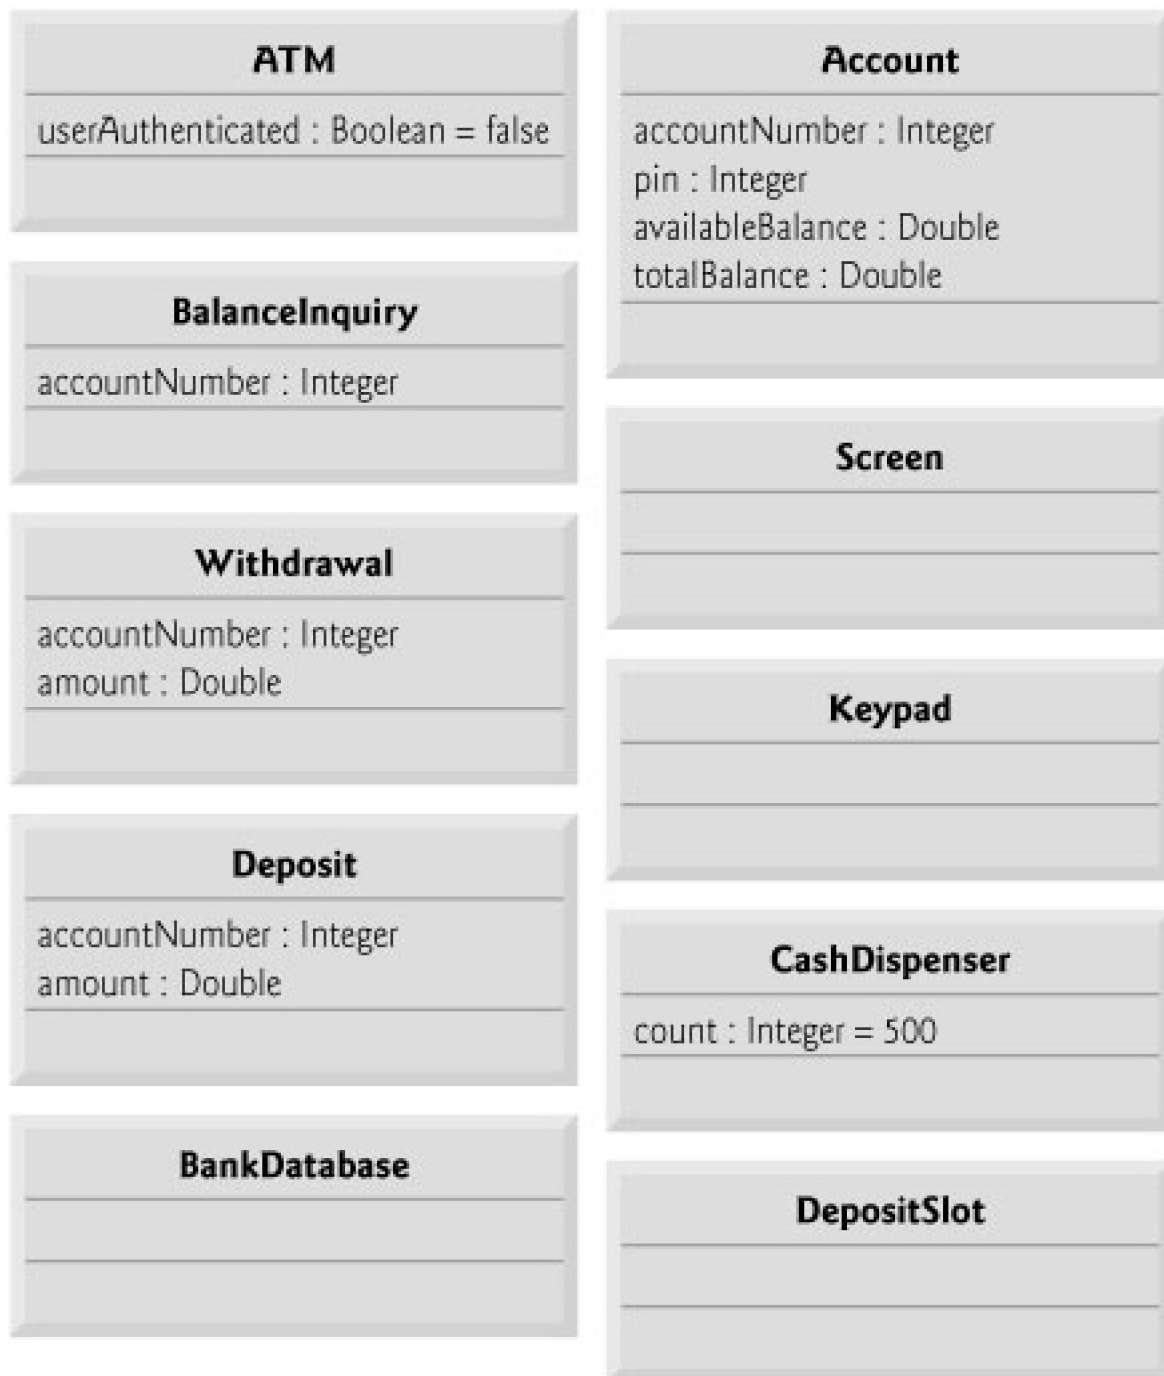 ATM
userAuthenticated : Boolean = false
BalanceInquiry
accountNumber : Integer
Withdrawal
accountNumber : Integer
amount : Double
Deposit
accountNumber : Integer
amount : Double
BankDatabase
Account
accountNumber : Integer
pin : Integer
availableBalance : Double
totalBalance : Double
Screen
Keypad
CashDispenser
count : Integer = 500
DepositSlot